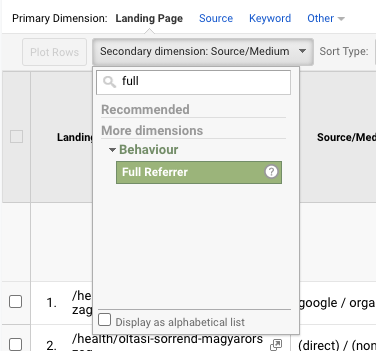 Primary Dimension: Landing Page Source Keyword Other
Plot Rows Secondary dimension: Source/Medium Sort Type:
full
Recommended
More dimensions
Behaviour
Full Referrer ?
Landing Source/Med
1. /he google / orga
zag
2. /health/oltasi-sorrend-magyarors (direct) / (non
Display as alphabetical list